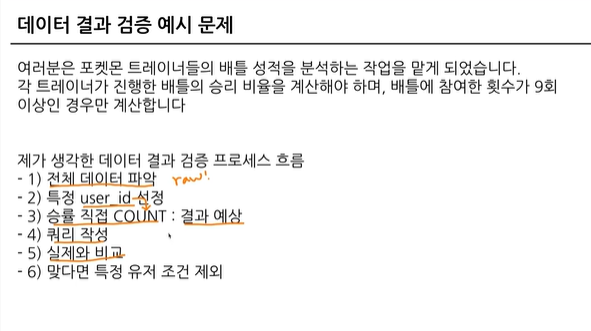 데이터 결과 검증 예시 문제
여러분은 포켓몬 트레이너들의 배틀 성적을 분석하는 작업을 맡게 되었습니다.
각 트레이너가 진행한 배틀의 승리 비율을 계산해야 하며, 배틀에 참여한 횟수가 9회
이상인 경우만 계산합니다
제가 생각한 데이터 결과 검증 프로세스 흐름
- 1) 전체 데이터 파악 raw!
- 2) 특정 user_id 선정
- 3) 승률 직접 COUNT : 결과 예상
- 4) 쿼리 작성
- 5) 실제와 비교
- 6) 맞다면 특정 유저 조건 제외